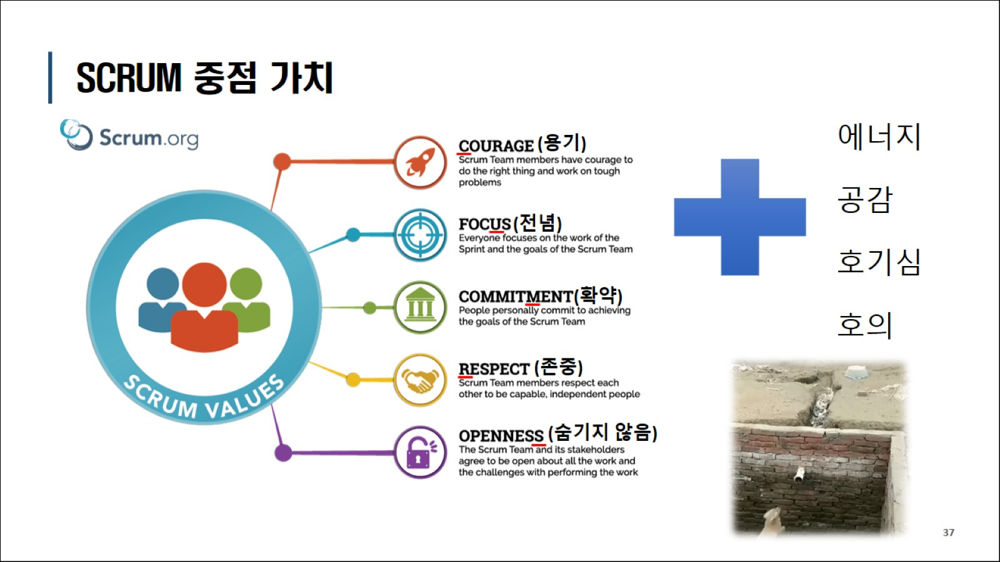 SCRUM 중점 가치
Scrum.org
COURAGE (용기)
Scrum Team members have courage to
do the right thing and work on tough
problems
FOCUS (전념)
Everyone focuses on the work of the
Sprint and the goals of the Scrum Team
COMMITMENT(확약)
People personally commit to achieving
the goals of the Scrum Team
RESPECT (존중)
Scrum Team members respect each
other to be capable, independent people
OPENNESS (숨기지 않음)
The Scrum Team and its stakeholders
agree to be open about all the work and
the challenges with performing the work
SCRUM VALUES
에너지
공감
호기심
호의
37